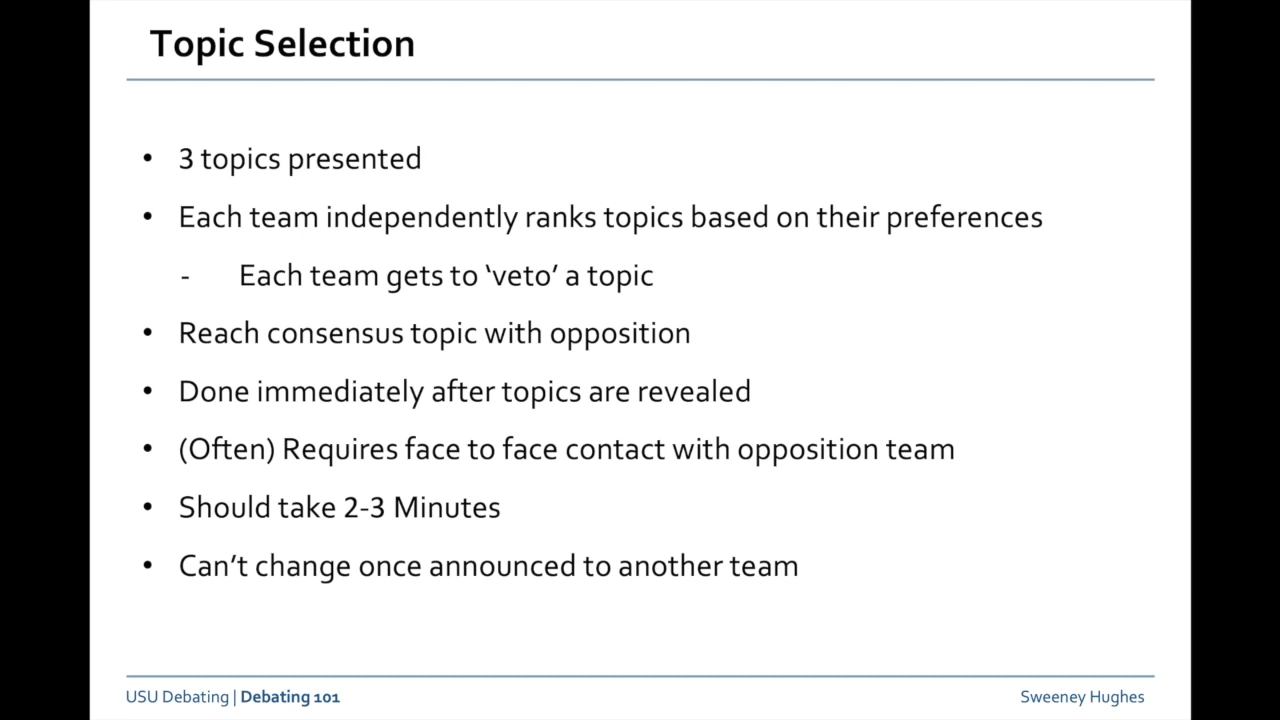 Topic Selection
• 3 topics presented
• Each team independently ranks topics based on their preferences
- Each team gets to ‘veto’ a topic
• Reach consensus topic with opposition
• Done immediately after topics are revealed
• (Often) Requires face to face contact with opposition team
• Should take 2-3 Minutes
• Can’t change once announced to another team
USU Debating | Debating 101
Sweeney Hughes